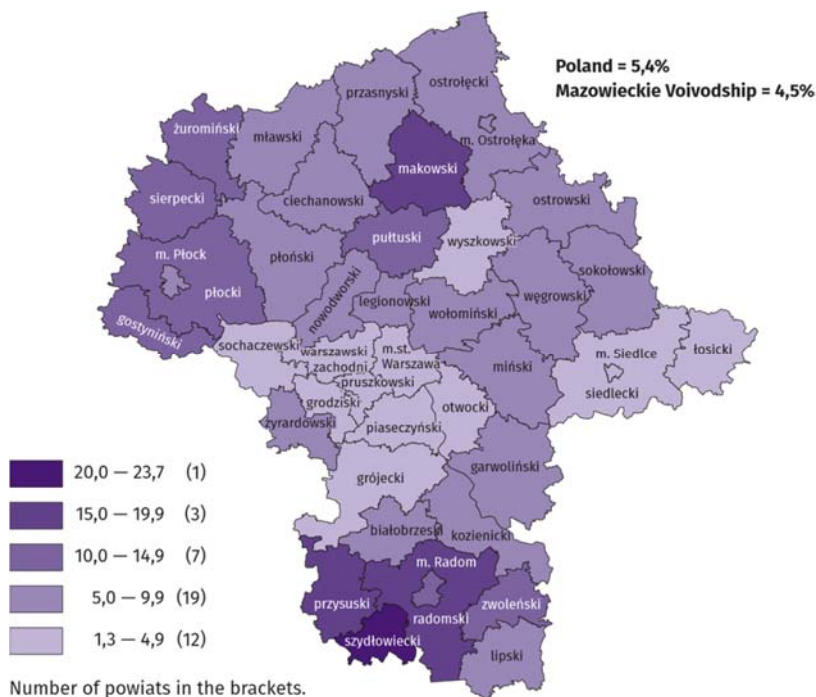 Poland = 5,4%
Mazowieckie Voivodship = 4,5%
ostrołęcki
przasnyski
żuromiński
mławski
m. Ostrołęka
makowski
sierpecki
ciechanowski
ostrowski
pułtuski
wyszkowski
m. Płock
płoński
sokołowski
płocki
nowodworski
legionowski
węgrowski
wołomiński
gostyniński
sochaczewski
warszawski
zachodni
m.st.
Warszawa
m. Siedlce
łosicki
miński
pruszkowski
siedlecki
grodziski
otwocki
żyrardowski
piaseczyński
garwoliński
grójecki
białobrzeski
kozienicki
m. Radom
przysuski
zwoleński
radomski
szydłowiecki
lipski
20,0 — 23,7 (1)
15,0 — 19,9 (3)
10,0 — 14,9 (7)
5,0 — 9,9 (19)
1,3 — 4,9 (12)
Number of powiats in the brackets.